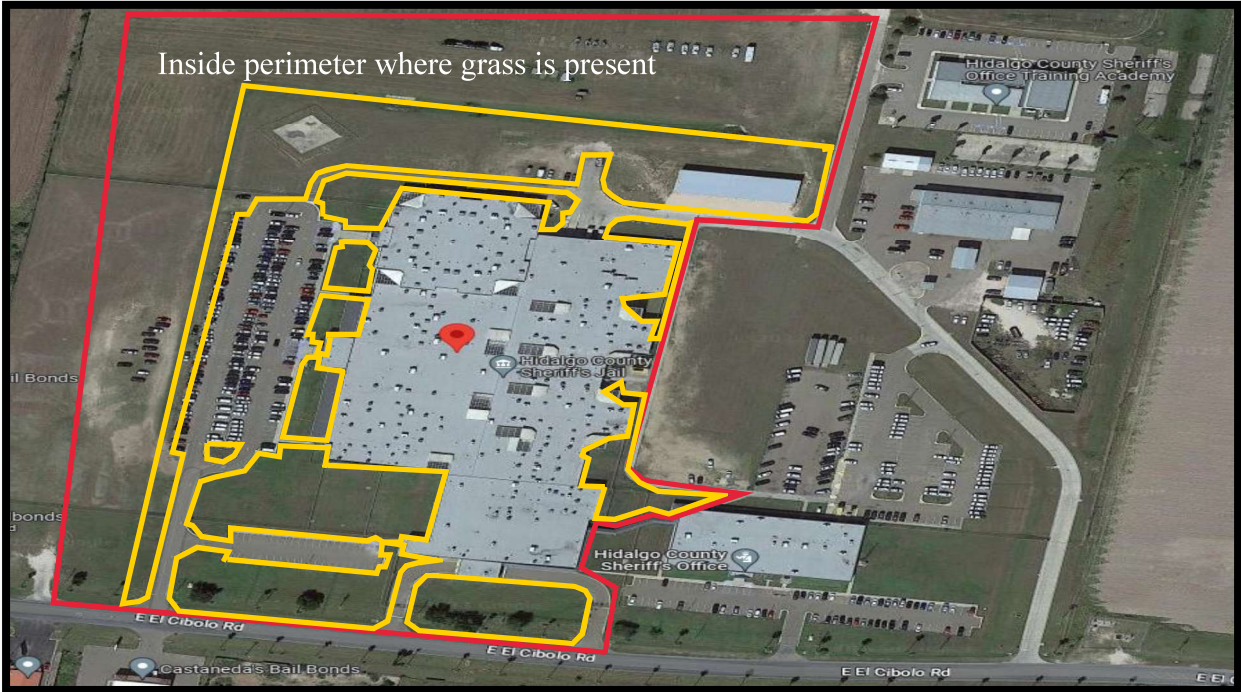 Inside perimeter where grass is present
Hidalgo County Sheriff's
Office Training Academy
Hidalgo County
Sheriff's Jail
il Bonds
bonds
Hidalgo County
Sheriff's Office
E El Cibolo Rd
E El Cibolo Rd
E El Cibolo Rd
E El C
Castaneda's Bail Bonds